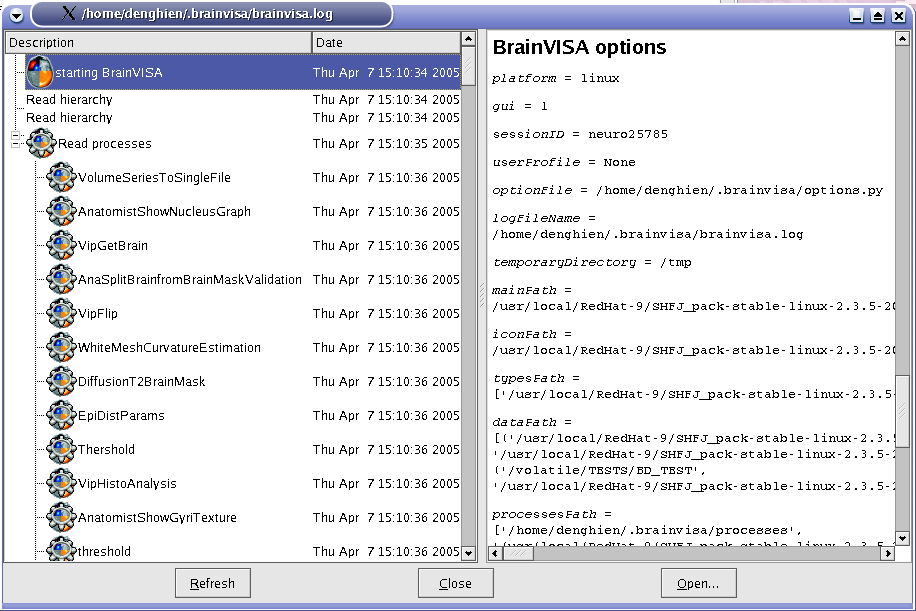 /home/denghien/.brainvisa/brainvisa.log
Description Date
starting BrainVISA Thu Apr 7 15:10:34 2005
Read hierarchy Thu Apr 7 15:10:34 2005
Read hierarchy Thu Apr 7 15:10:34 2005
Read processes Thu Apr 7 15:10:35 2005
VolumeSeriesToSingleFile Thu Apr 7 15:10:36 2005
AnatomistShowNucleusGraph Thu Apr 7 15:10:36 2005
VipGetBrain Thu Apr 7 15:10:36 2005
AnaSplitBrainfromBrainMaskValidation Thu Apr 7 15:10:36 2005
VipFlip Thu Apr 7 15:10:36 2005
WhiteMeshCurvatureEstimation Thu Apr 7 15:10:36 2005
DiffusionT2BrainMask Thu Apr 7 15:10:36 2005
EpiDistParams Thu Apr 7 15:10:36 2005
Thershold Thu Apr 7 15:10:36 2005
VipHistoAnalysis Thu Apr 7 15:10:36 2005
AnatomistShowGyriTexture Thu Apr 7 15:10:36 2005
threshold Thu Apr 7 15:10:36 2005
BrainVISA options
platform = linux
gui = 1
sessionID = neuro25785
userProfile = None
optionFile = /home/denghien/.brainvisa/options.py
logFileName =
/home/denghien/.brainvisa/brainvisa.log
temporaryDirectory = /tmp
mainPath =
/usr/local/RedHat-9/SHFJ_pack-stable-linux-2.3.5-20
iconPath =
/usr/local/RedHat-9/SHFJ_pack-stable-linux-2.3.5-20
typesPath =
['/usr/local/RedHat-9/SHFJ_pack-stable-linux-2.3.5-
dataPath =
[('/usr/local/RedHat-9/SHFJ_pack-stable-linux-2.3.5
'/usr/local/RedHat-9/SHFJ_pack-stable-linux-2.3.5-2
('/volatile/TESTS/BD_TEST',
'/usr/local/RedHat-9/SHFJ_pack-stable-linux-2.3.5-2
processesPath =
['/home/denghien/.brainvisa/processes',
Refresh Close Open...